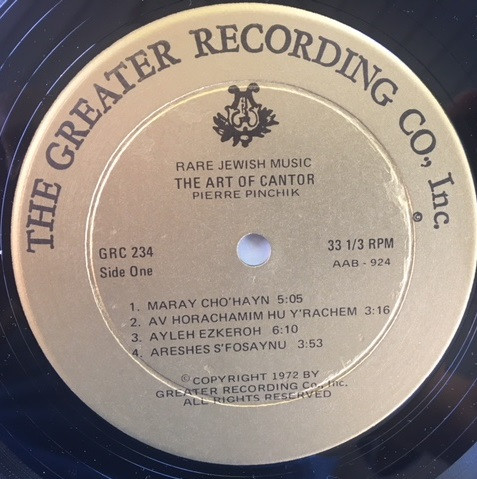 THE GREATER RECORDING CO., Inc.
©
RARE JEWISH MUSIC
THE ART OF CANTOR
PIERRE PINCHIK
GRC 234
Side One
33 1/3 RPM
AAB - 924
1. MARAY CHO'HAYN 5:05
2. AV HORACHAMIM HU Y'RACHEM 3:16
3. AYLEH EZKEROH 6:10
4. ARESHES S'FOSAYNU 3:53
© COPYRIGHT 1972 BY
GREATER RECORDING Co., Inc.
ALL RIGHTS RESERVED